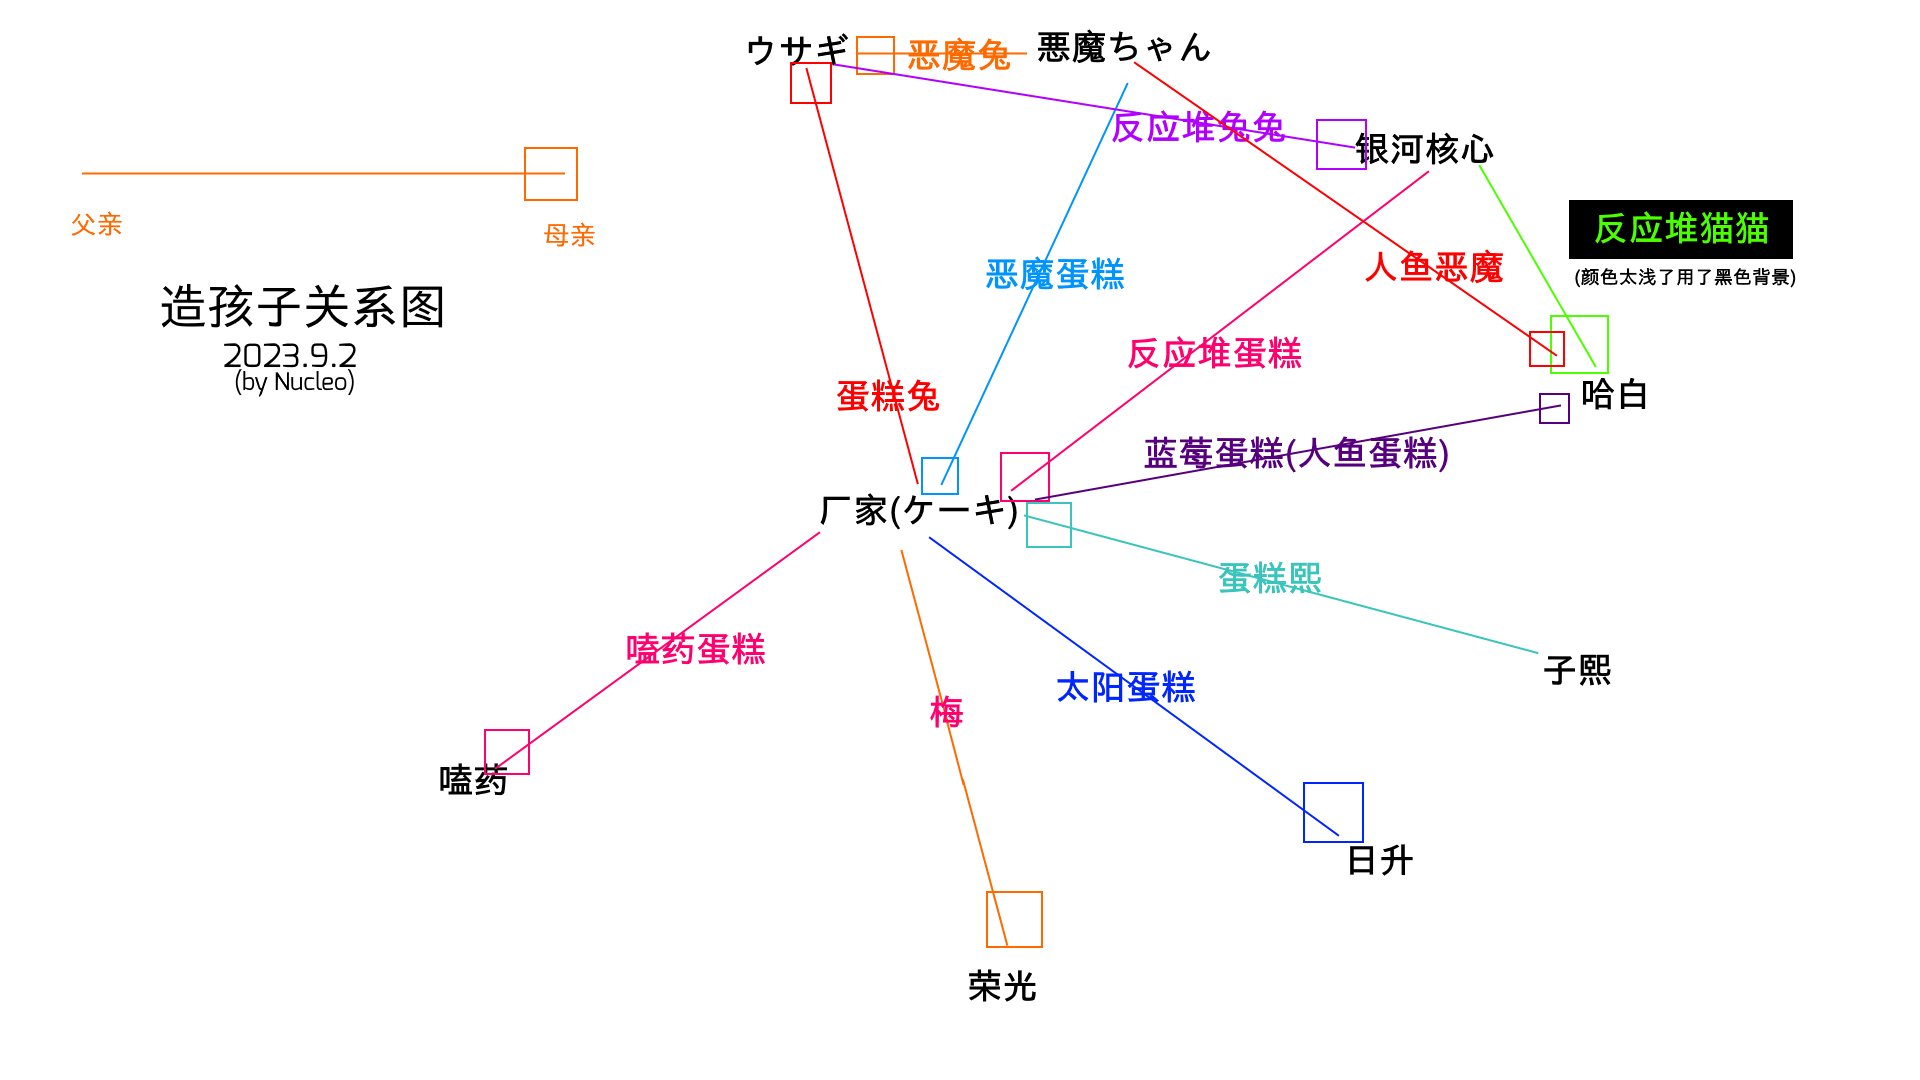 ウサギ
恶魔兔
悪魔ちゃん
反应堆兔兔
银河核心
父亲
母亲
反应堆猫猫
(颜色太浅了用了黑色背景)
造孩子关系图
2023.9.2
(by Nucleo)
恶魔蛋糕
人鱼恶魔
反应堆蛋糕
蛋糕兔
哈白
蓝莓蛋糕(人鱼蛋糕)
厂家(ケーキ)
蛋糕熙
嗑药蛋糕
子熙
太阳蛋糕
梅
嗑药
日升
荣光